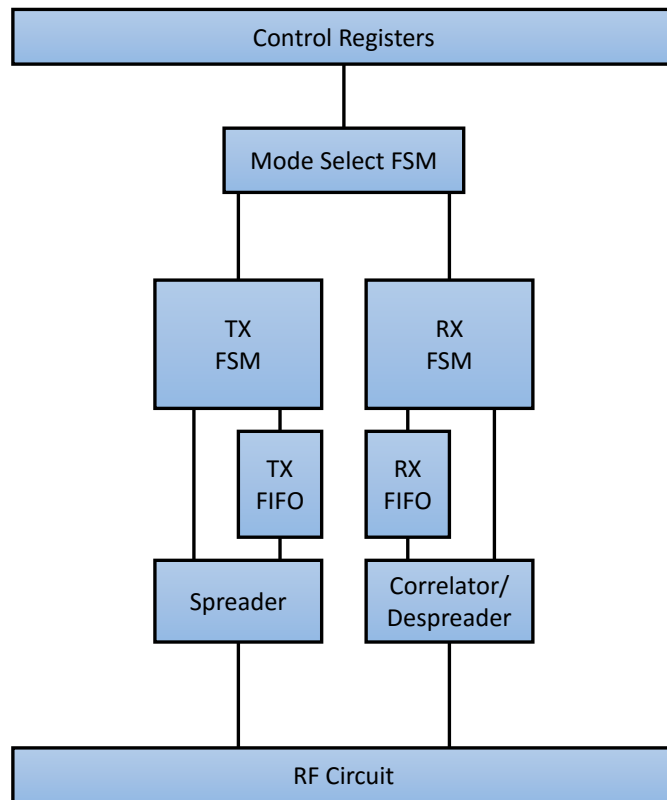 Control Registers
Mode Select FSM
TX
FSM
RX
FSM
TX
FIFO
RX
FIFO
Spreader
Correlator/
Despreader
RF Circuit